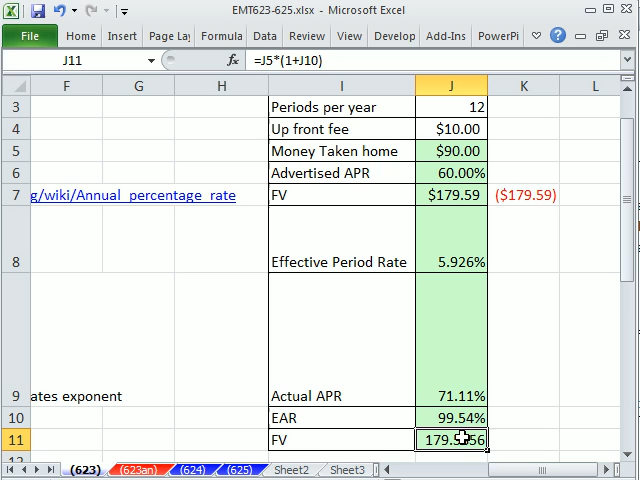 EMT623-625.xlsx - Microsoft Excel
File Home Insert Page La Formula Data Review View Develop Add-Ins PowerPi
J11 fx =J5*(1+J10)
F G H I J K L
3 Periods per year 12
4 Up front fee $10.00
5 Money Taken home $90.00
6 Advertised APR 60.00%
7 g/wiki/Annual_percentage_rate FV $179.59 ($179.59)
8 Effective Period Rate 5.926%
9 ates exponent Actual APR 71.11%
10 EAR 99.54%
11 FV
12
(623) (623an) (624) (625) Sheet2 Sheet3